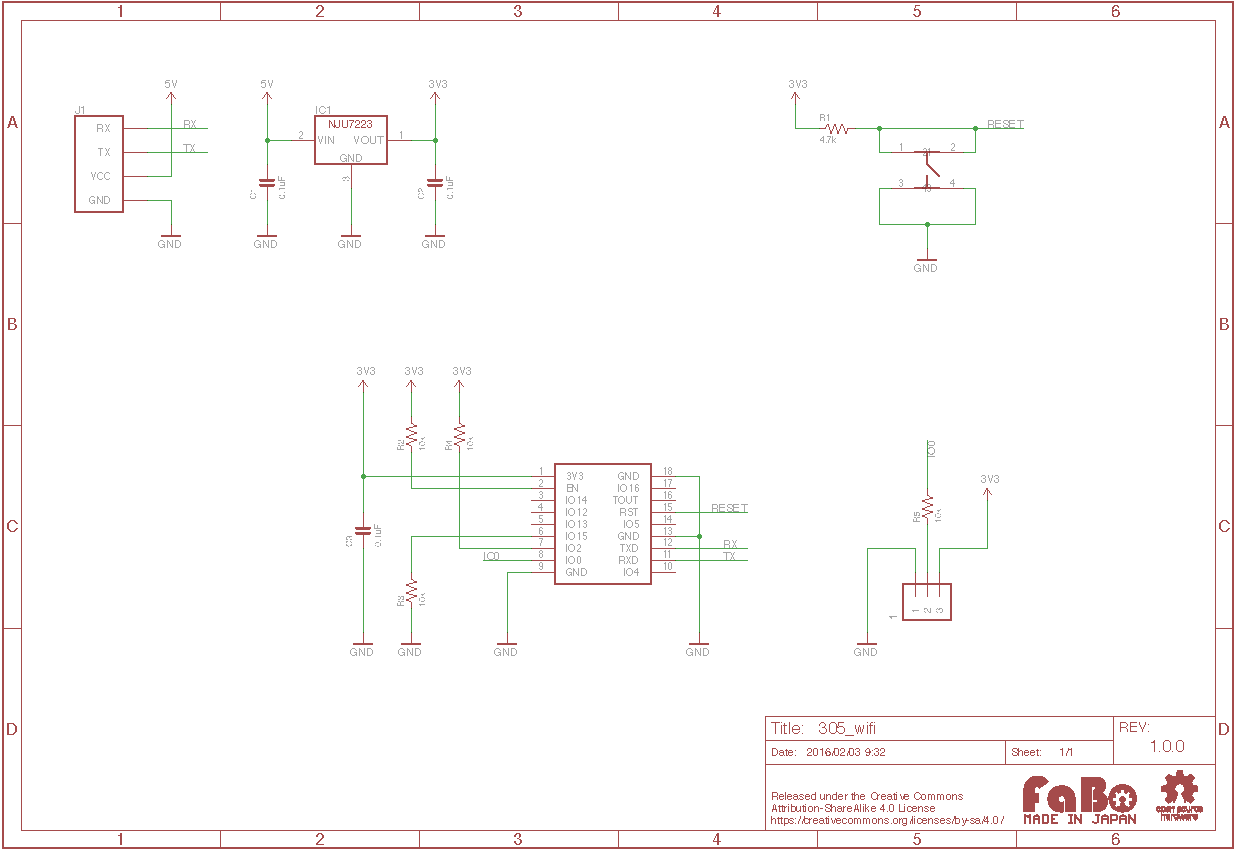 1 2 3 4 5 6
A A
B B
C C
D D
J1
RX
TX
VCC
GND
5V
RX
TX
GND
5V
C1
0.1uF
GND
IC1
NJU7223
2 VIN VOUT 1
GND
3
GND
3V3
C2
0.1uF
GND
3V3
R1
4.7k
RESET
1 2
3 4
GND
3V3 3V3 3V3
R2
10k
R4
10k
C3
0.1uF
R3
10k
IO0
1 3V3 GND 18
2 EN IO16 17
3 IO14 TOUT 16
4 IO12 RST 15
5 IO13 IO5 14
6 IO15 GND 13
7 IO2 TXD 12
8 IO0 RXD 11
9 GND IO4 10
RESET
RX
TX
GND GND GND GND
IO0
R5
10k
3V3
1 2 3
1
GND
Title: 305_wifi
REV:
1.0.0
Date: 2016/02/03 9:32
Sheet: 1/1
Released under the Creative Commons
Attribution-ShareAlike 4.0 License
https://creativecommons.org/licenses/by-sa/4.0/
FaBo
MADE IN JAPAN
open source
hardware
1 2 3 4 5 6